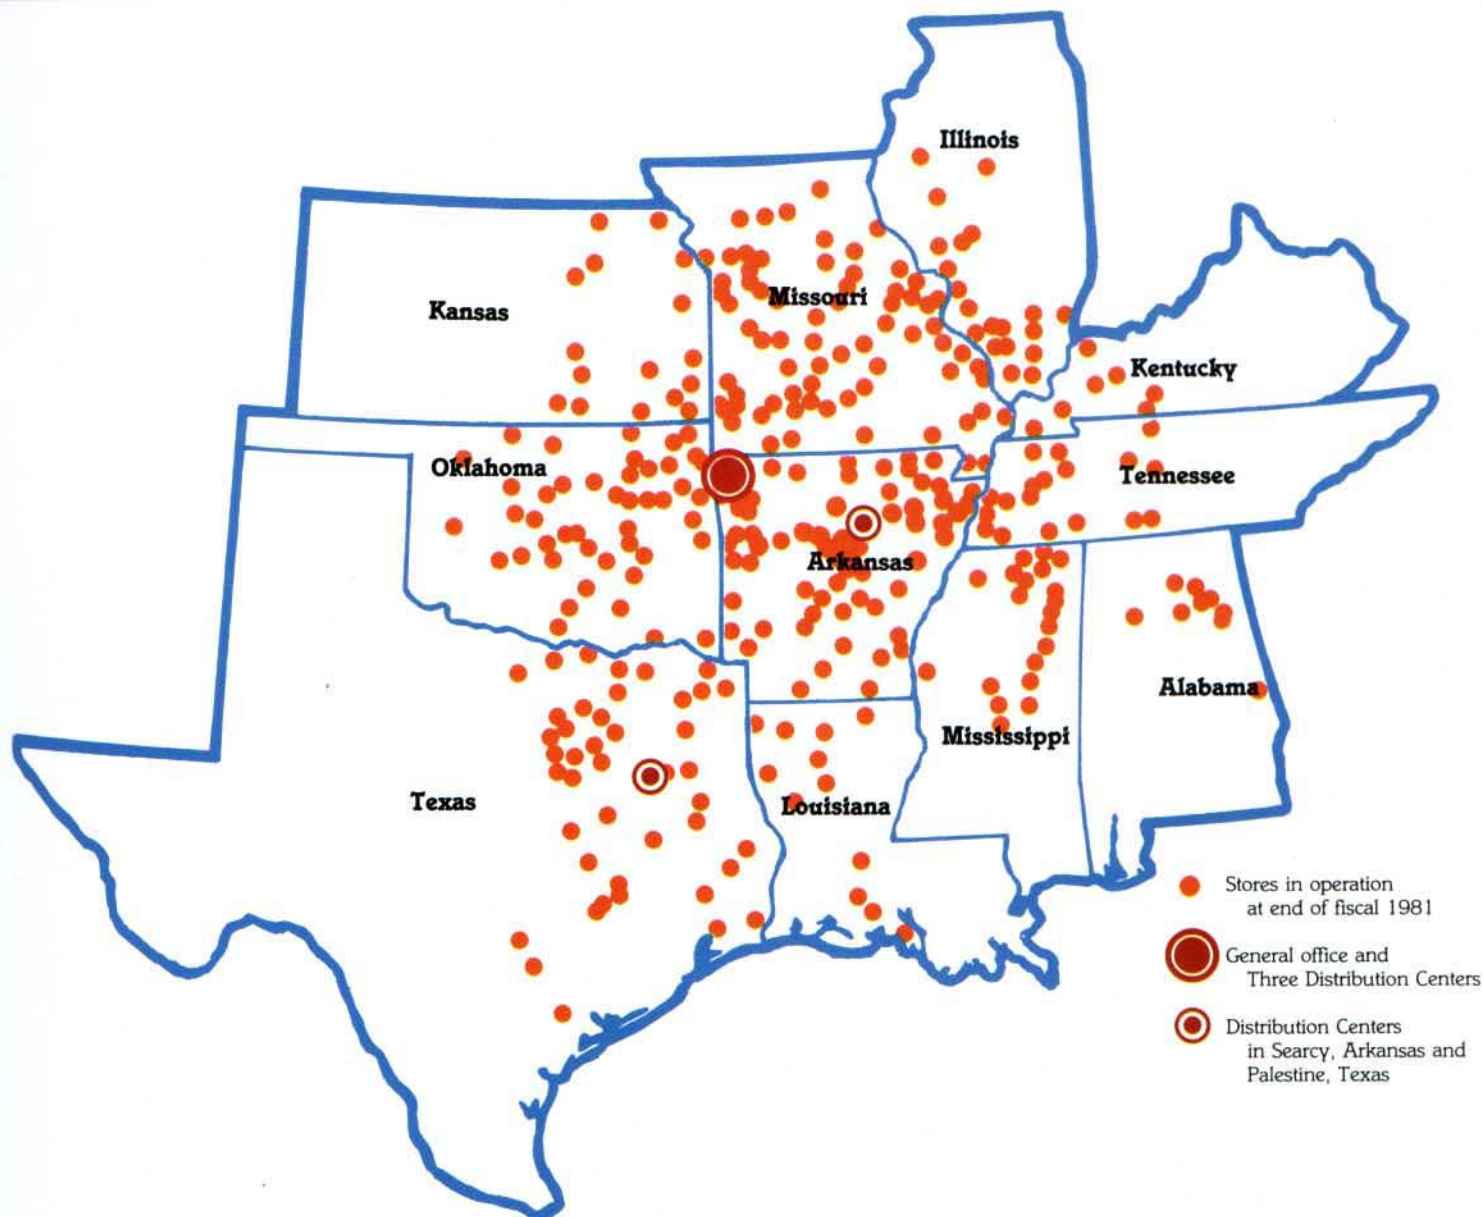 Illinois
Missouri
Kansas
Kentucky
Oklahoma
Tennessee
Arkansas
Alabama
Mississippi
Texas
Louisiana
Stores in operation
at end of fiscal 1981
General office and
Three Distribution Centers
Distribution Centers
in Searcy, Arkansas and
Palestine, Texas